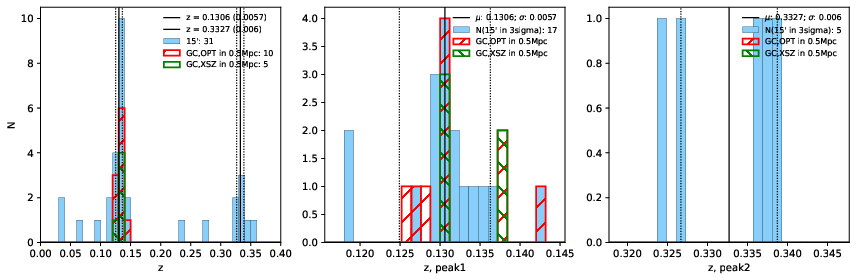 z = 0.1306 (0.0057)
z = 0.3327 (0.006)
15': 31
GC,OPT in 0.5Mpc: 10
GC,XSZ in 0.5Mpc: 5
N
10
8
6
4
2
0
0.00 0.05 0.10 0.15 0.20 0.25 0.30 0.35 0.40
z
μ: 0.1306; σ: 0.0057
N(15' in 3sigma): 17
GC,OPT in 0.5Mpc
GC,XSZ in 0.5Mpc
4.0
3.5
3.0
2.5
2.0
1.5
1.0
0.5
0.0
0.120 0.125 0.130 0.135 0.140 0.145
z, peak1
μ: 0.3327; σ: 0.006
N(15' in 3sigma): 5
GC,OPT in 0.5Mpc
GC,XSZ in 0.5Mpc
1.0
0.8
0.6
0.4
0.2
0.0
0.320 0.325 0.330 0.335 0.340 0.345
z, peak2